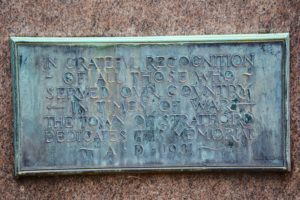 IN GRATEFUL RECOGNITION
OF ALL THOSE WHO
SERVED OUR COUNTRY
IN TIMES OF WAR
THE TOWN OF STRATFORD
DEDICATES THIS MEMORIAL
A D